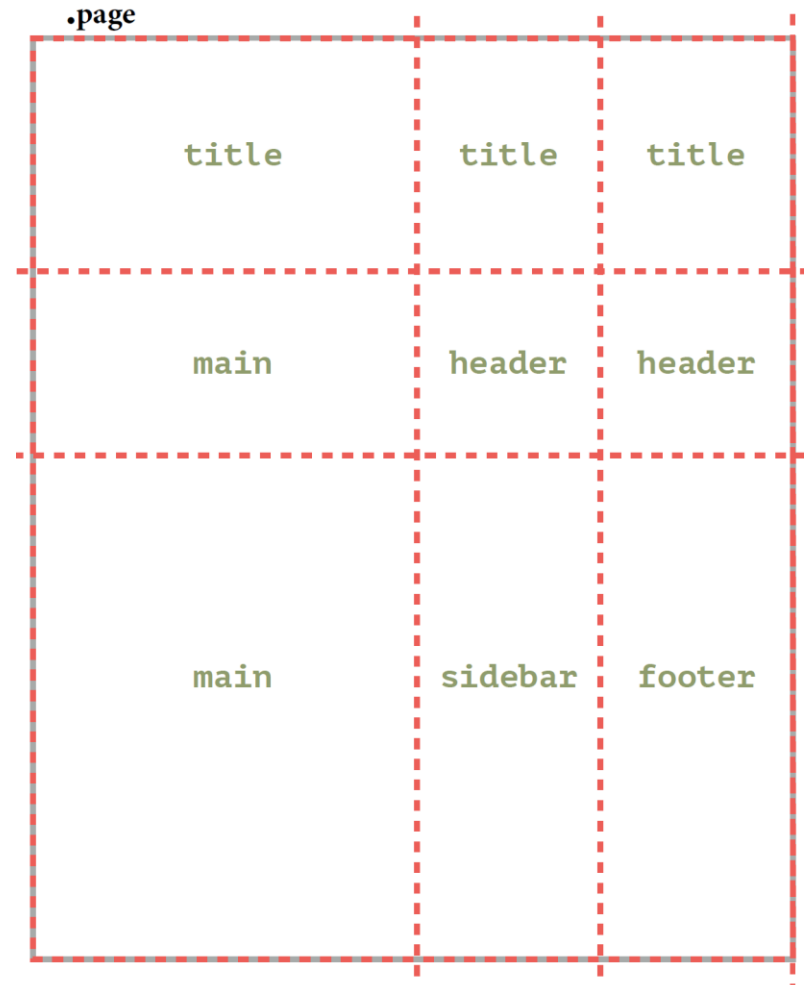 .page
title title title
main header header
main sidebar footer